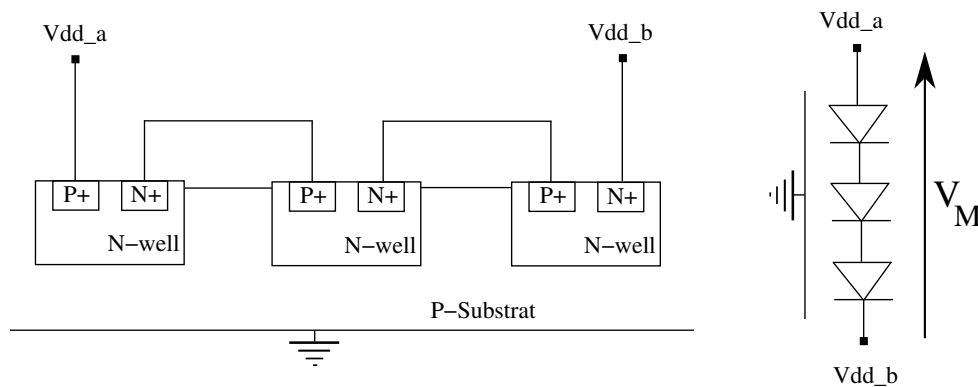 Vdd_a
Vdd_b
P+ N+
N−well
P+ N+
N−well
P+ N+
N−well
P−Substrat
Vdd_a
V_M
Vdd_b